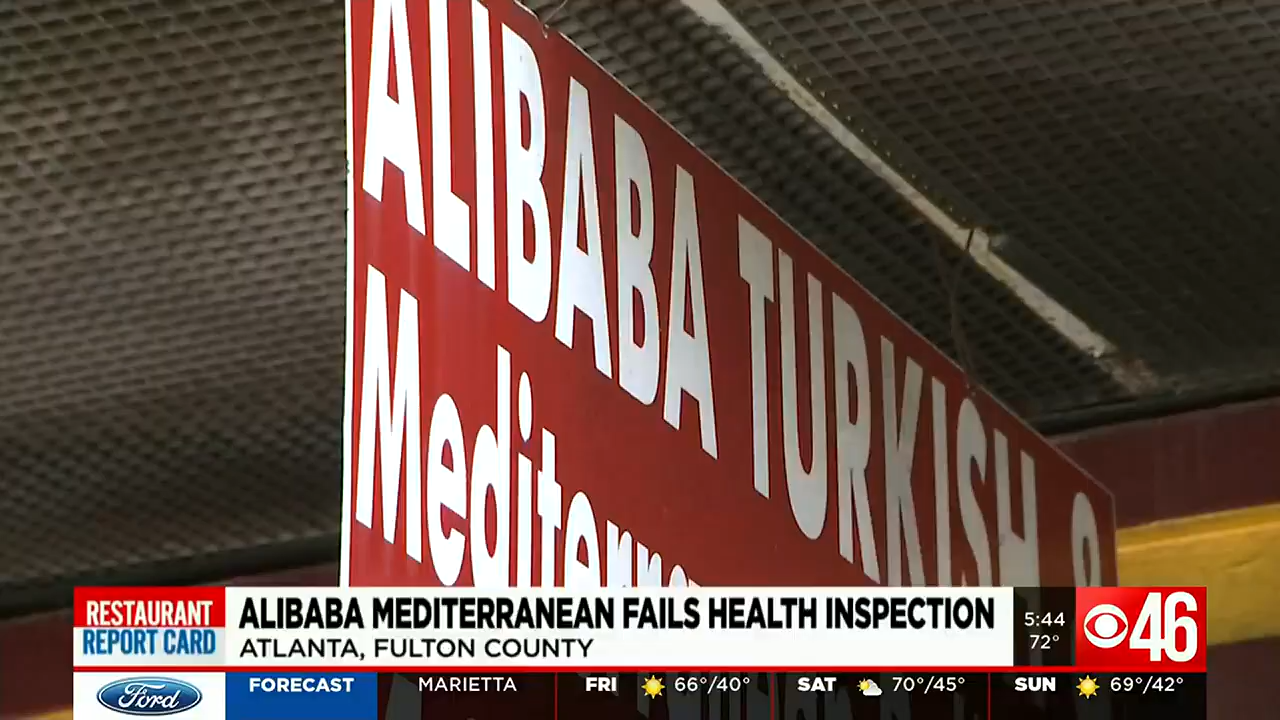 ALIBABA TURKISH &
Mediterra
RESTAURANT
REPORT CARD
ALIBABA MEDITERRANEAN FAILS HEALTH INSPECTION
ATLANTA, FULTON COUNTY
5:44
72°
46
Ford
FORECAST
MARIETTA
FRI 66°/40°
SAT 70°/45°
SUN 69°/42°